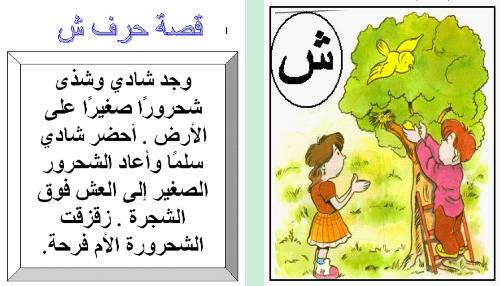 قصة حرف ش
وجد شادي وشذى
شحرورًا صغيرًا على
الأرض . أحضر شادي
سلمًا وأعاد الشحرور
الصغير إلى العش فوق
الشجرة . زقزقت
الشحرورة الأم فرحة.
ش